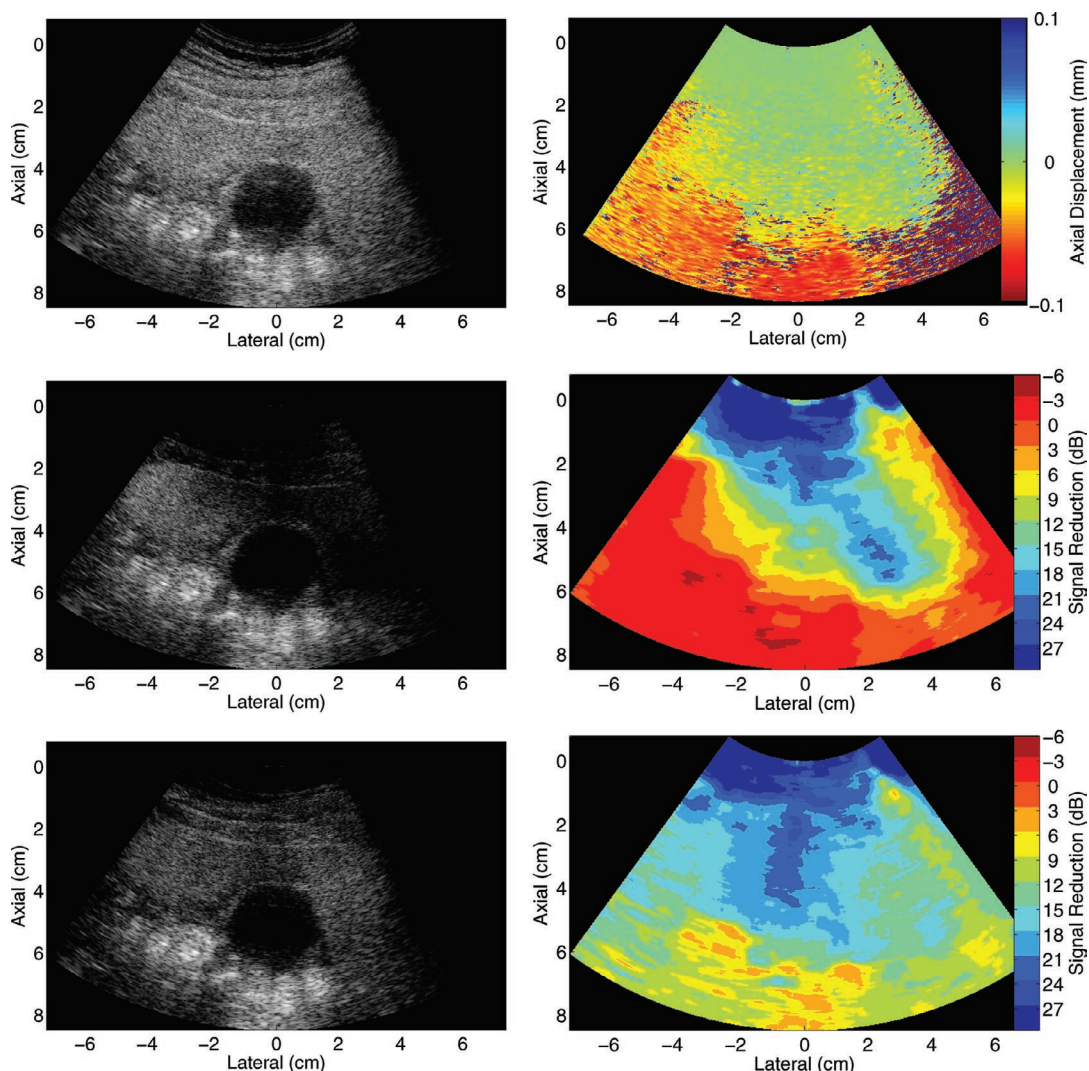 0
2
4
6
8
Axial (cm)
−6 −4 −2 0 2 4 6
Lateral (cm)
0
2
4
6
8
Axial (cm)
−6 −4 −2 0 2 4 6
Lateral (cm)
0.1
0
−0.1
Axial Displacement (mm)
0
2
4
6
8
Axial (cm)
−6 −4 −2 0 2 4 6
Lateral (cm)
0
2
4
6
8
Axial (cm)
−6 −4 −2 0 2 4 6
Lateral (cm)
−6
−3
0
3
6
9
12
15
18
21
24
27
Signal Reduction (dB)
0
2
4
6
8
Axial (cm)
−6 −4 −2 0 2 4 6
Lateral (cm)
0
2
4
6
8
Axial (cm)
−6 −4 −2 0 2 4 6
Lateral (cm)
−6
−3
0
3
6
9
12
15
18
21
24
27
Signal Reduction (dB)